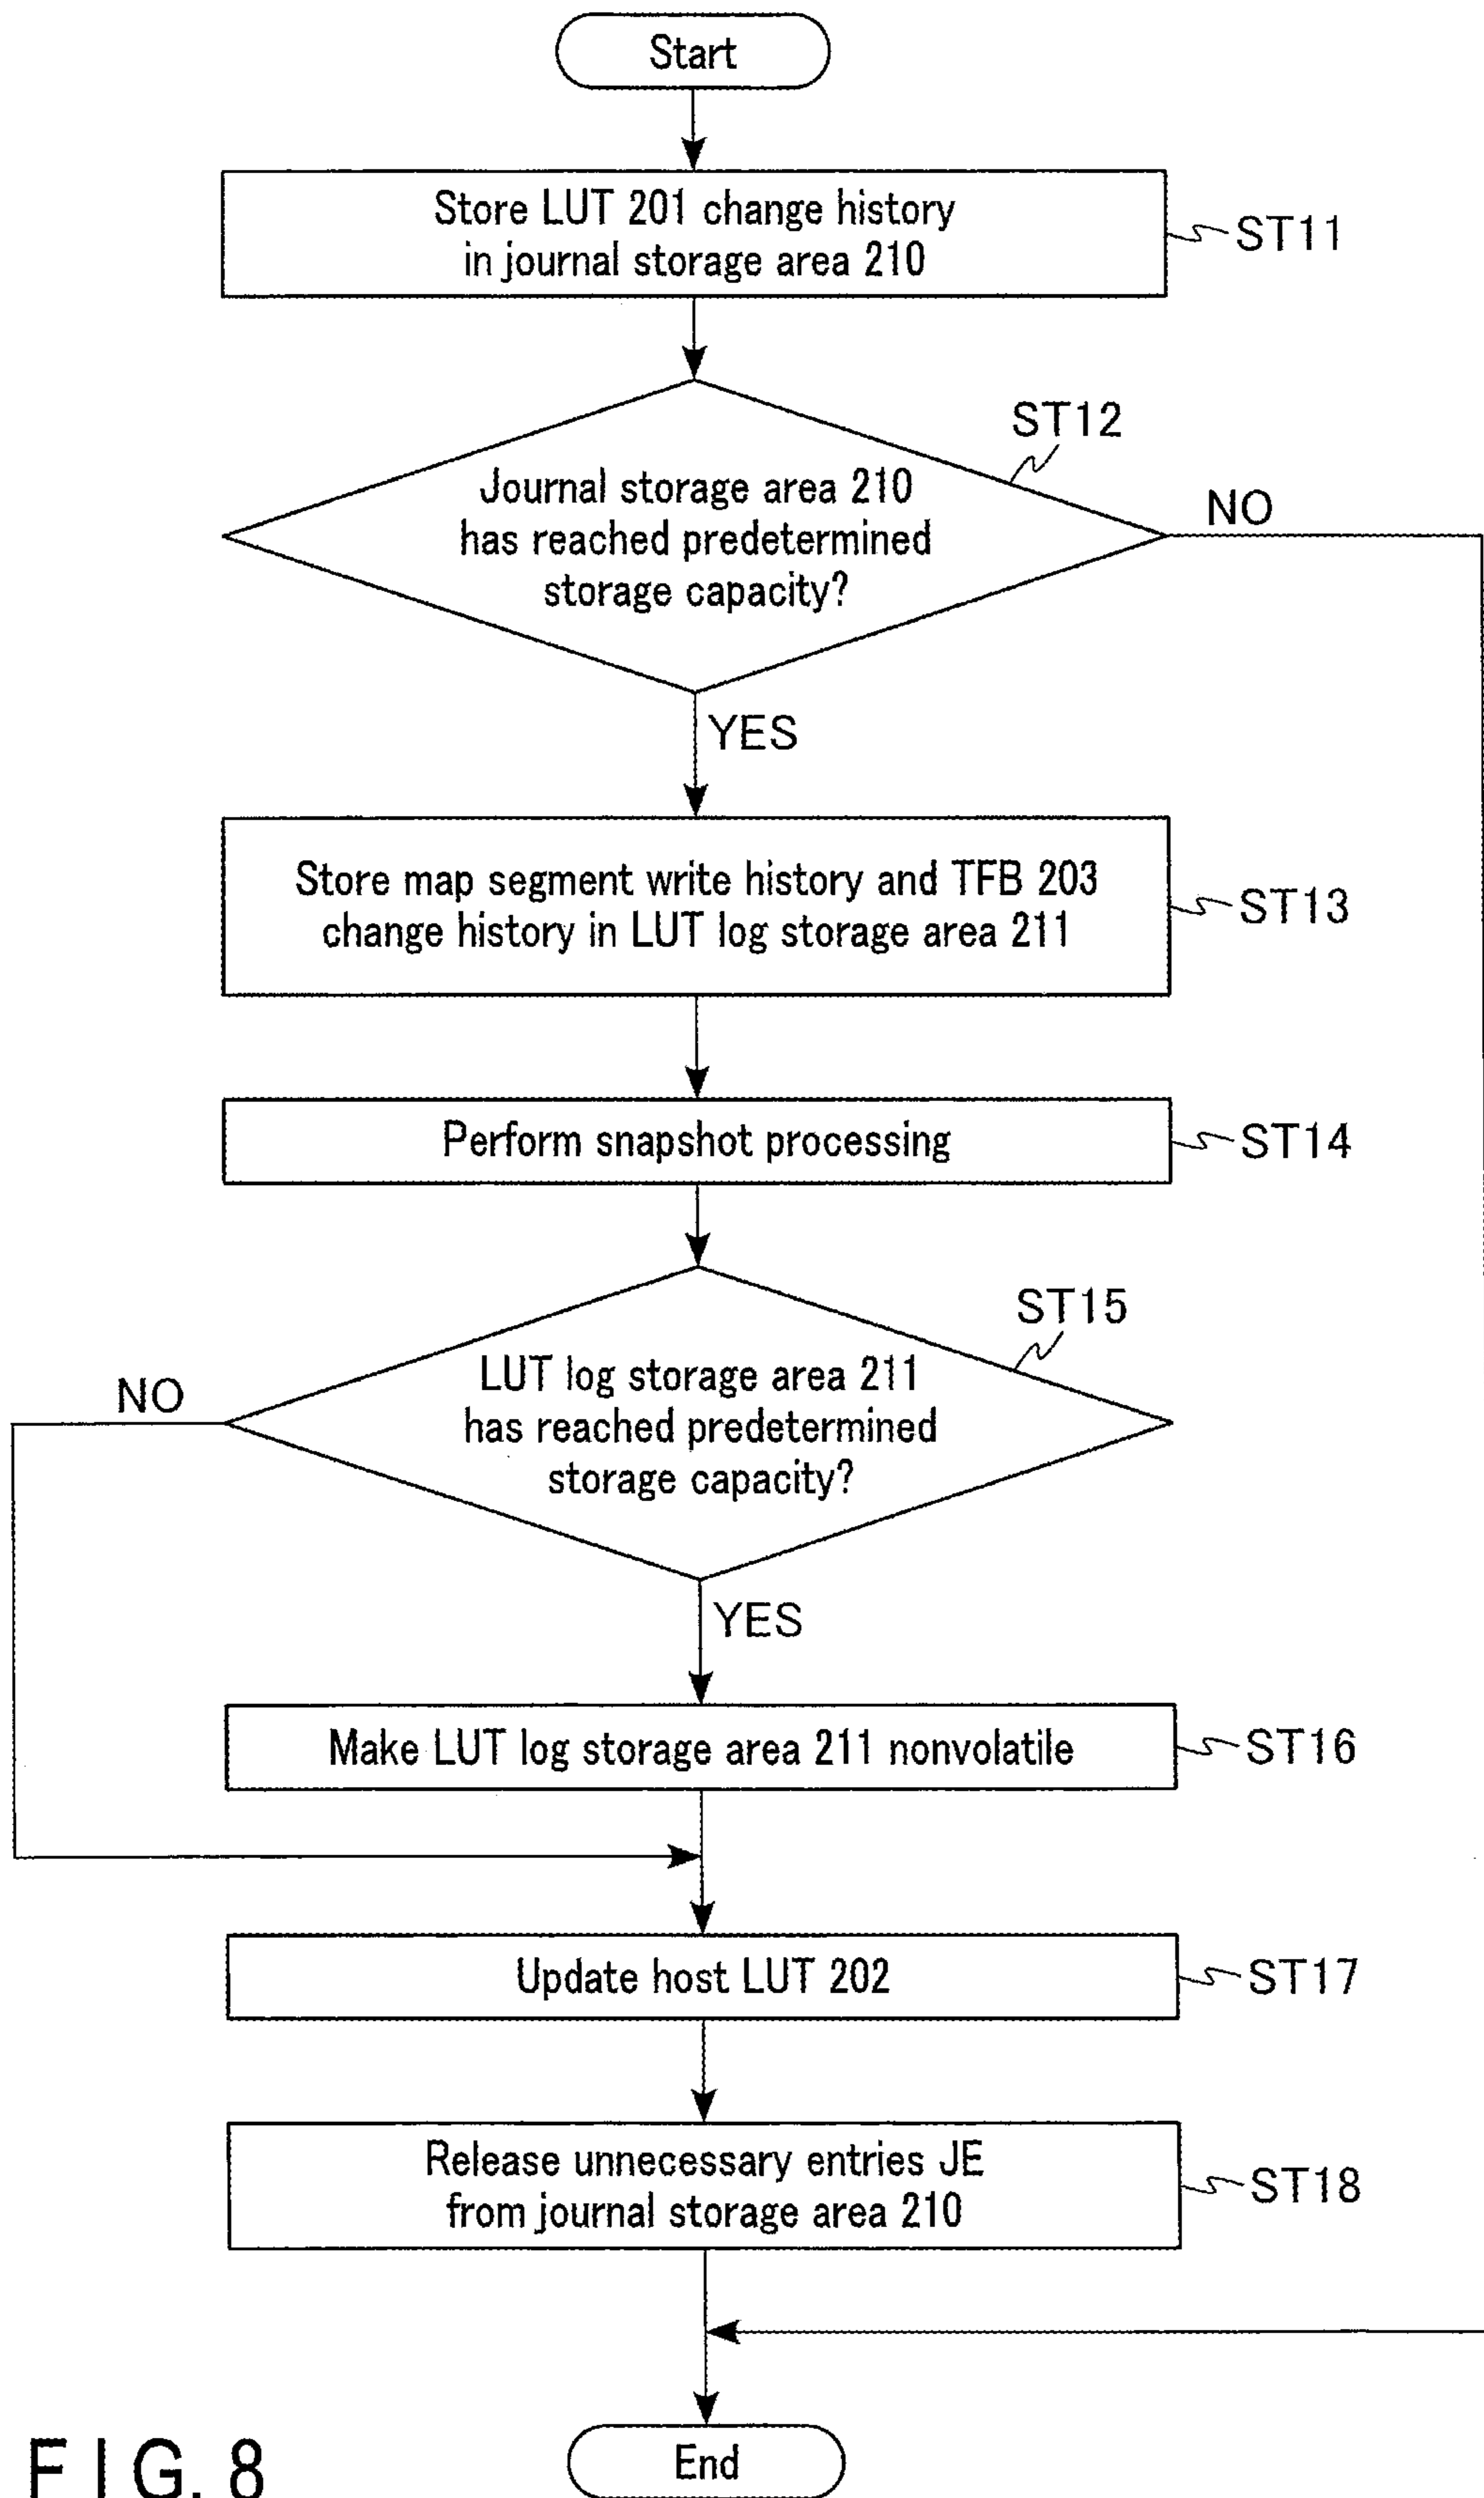 Start
Store LUT 201 change history
in journal storage area 210
ST11
ST12
Journal storage area 210
has reached predetermined
storage capacity?
NO
YES
Store map segment write history and TFB 203
change history in LUT log storage area 211
ST13
Perform snapshot processing
ST14
ST15
LUT log storage area 211
has reached predetermined
storage capacity?
NO
YES
Make LUT log storage area 211 nonvolatile
ST16
Update host LUT 202
ST17
Release unnecessary entries JE
from journal storage area 210
ST18
End
FIG. 8